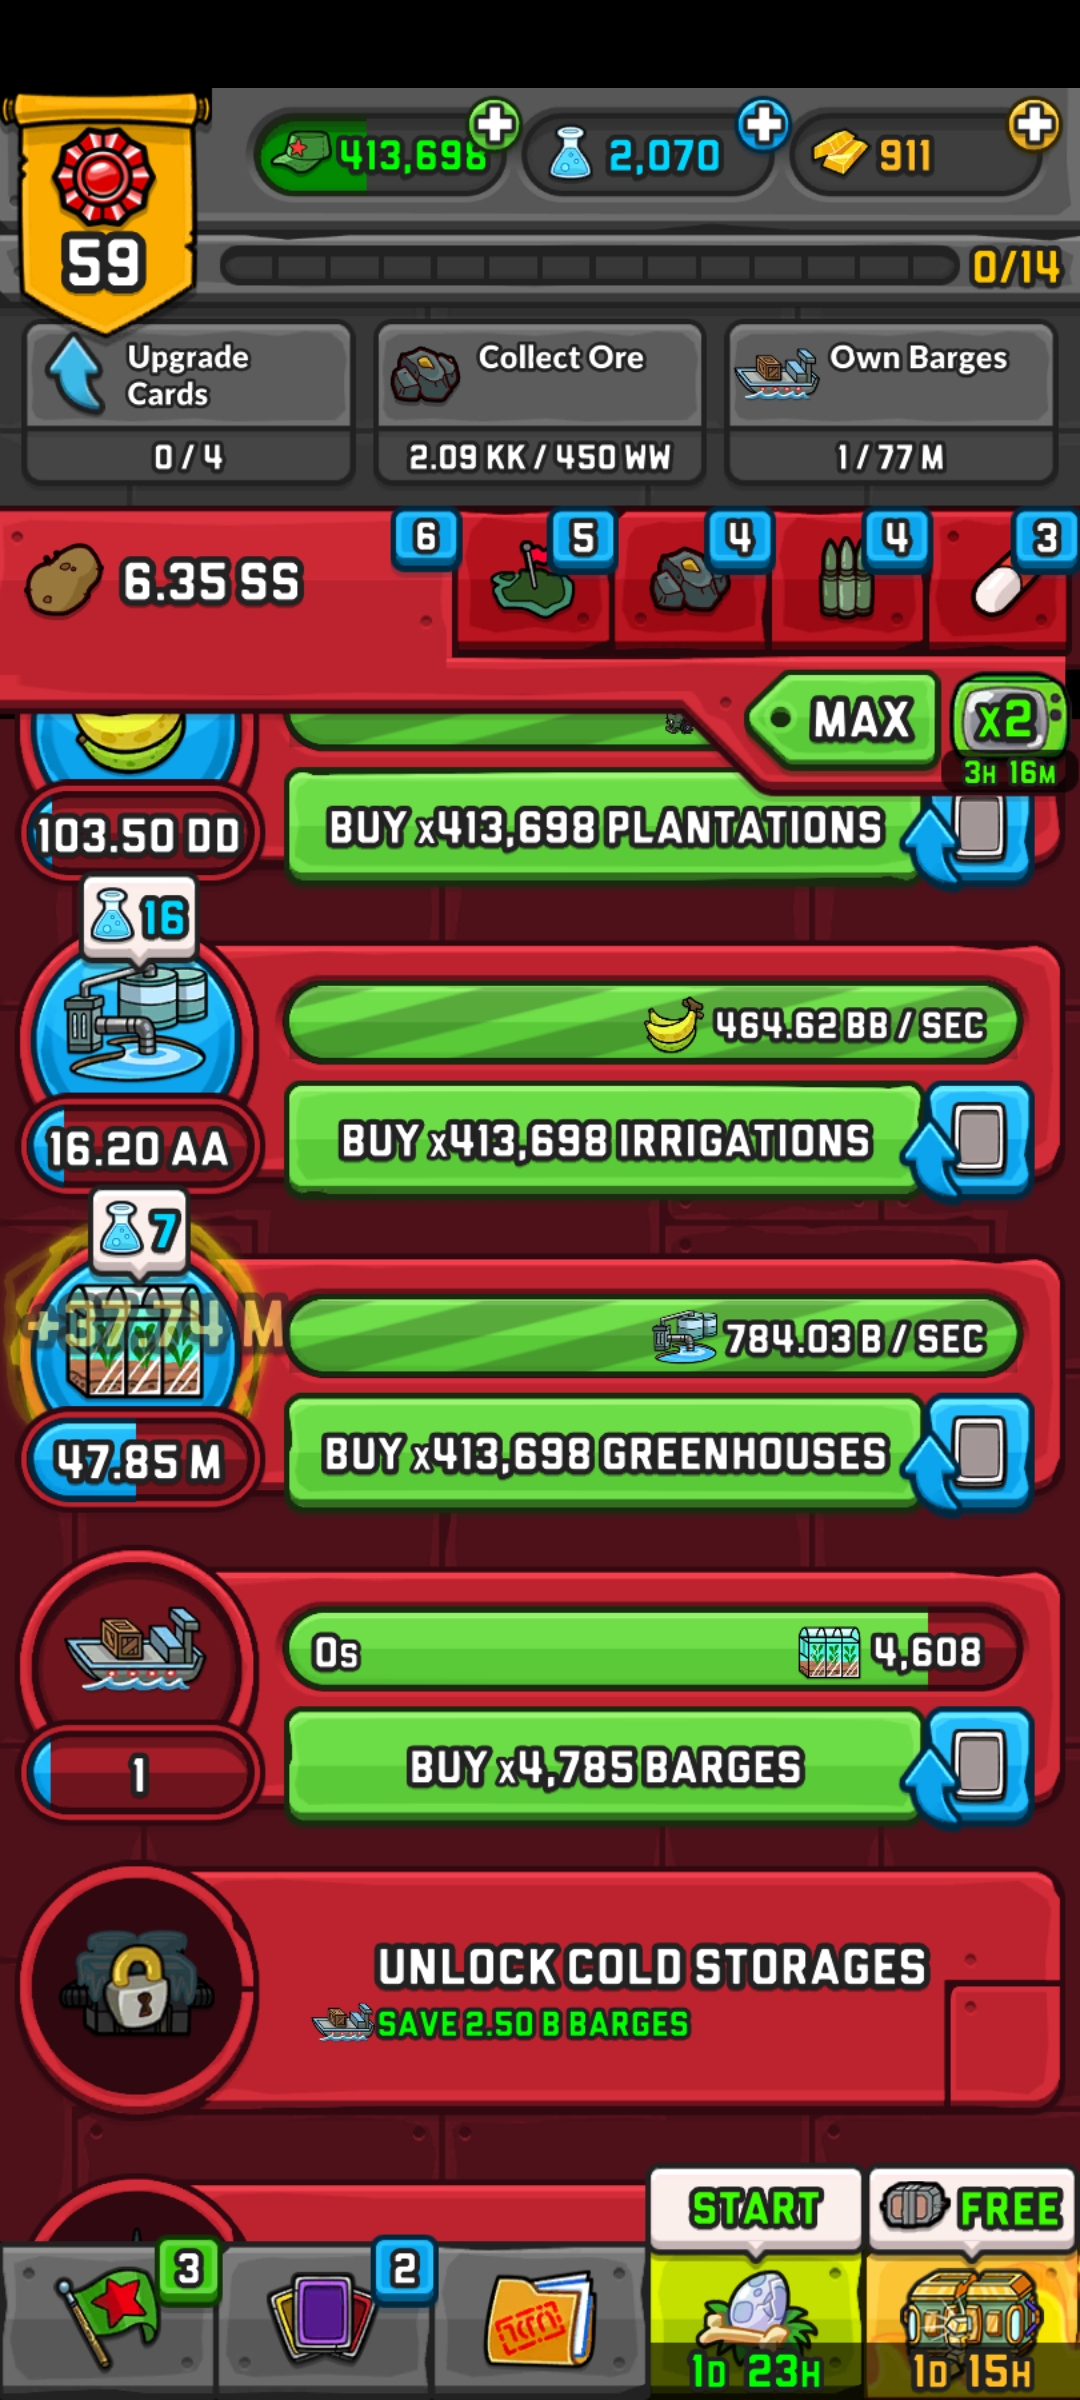 413,698
2,070
911
59
0/14
Upgrade
Cards
0 / 4
Collect Ore
2.09 KK / 450 WW
Own Barges
1 / 77 M
6.35 SS
6
5
4
4
3
MAX
x2
3H 16M
103.50 DD
BUY x413,698 PLANTATIONS
16
464.62 BB / SEC
16.20 AA
BUY x413,698 IRRIGATIONS
7
+37.74 M
784.03 B / SEC
47.85 M
BUY x413,698 GREENHOUSES
0s
4,608
1
BUY x4,785 BARGES
UNLOCK COLD STORAGES
SAVE 2.50 B BARGES
START
FREE
3
2
1D 23H
1D 15H